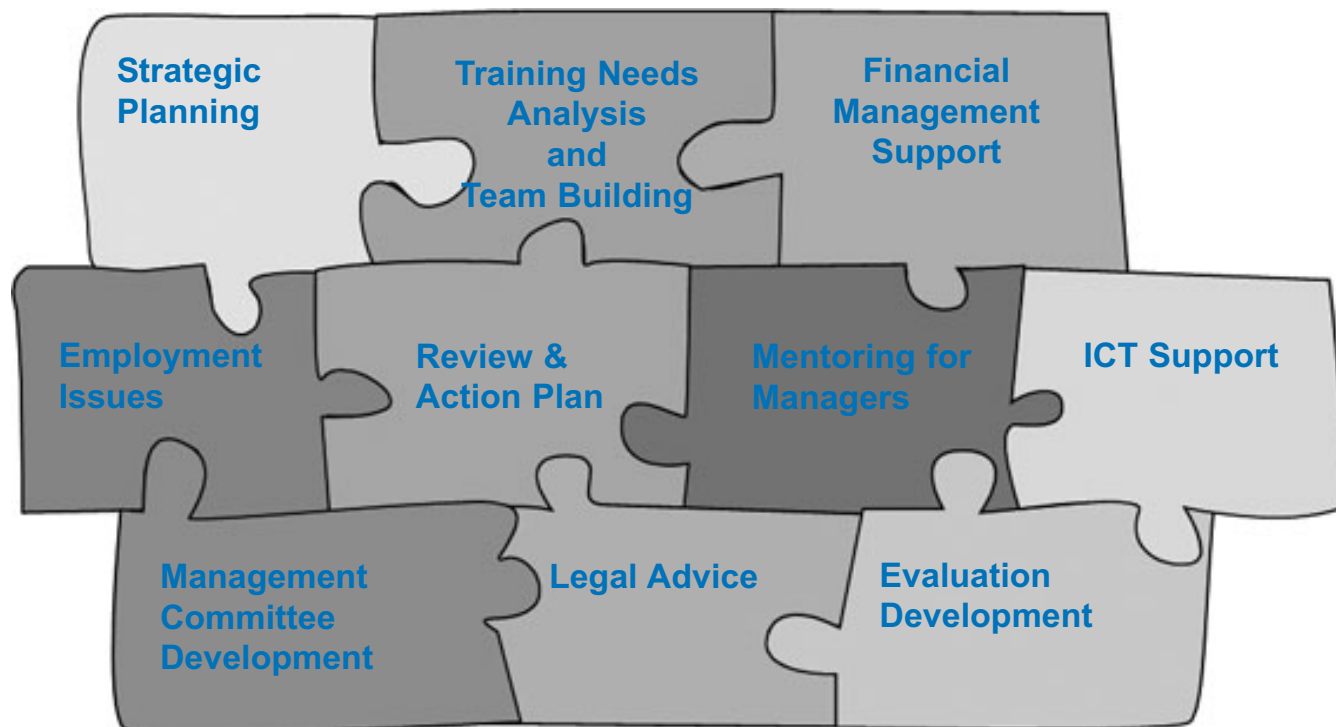 Strategic
Planning
Training Needs
Analysis
and
Team Building
Financial
Management
Support
Employment
Issues
Review &
Action Plan
Mentoring for
Managers
ICT Support
Management
Committee
Development
Legal Advice
Evaluation
Development